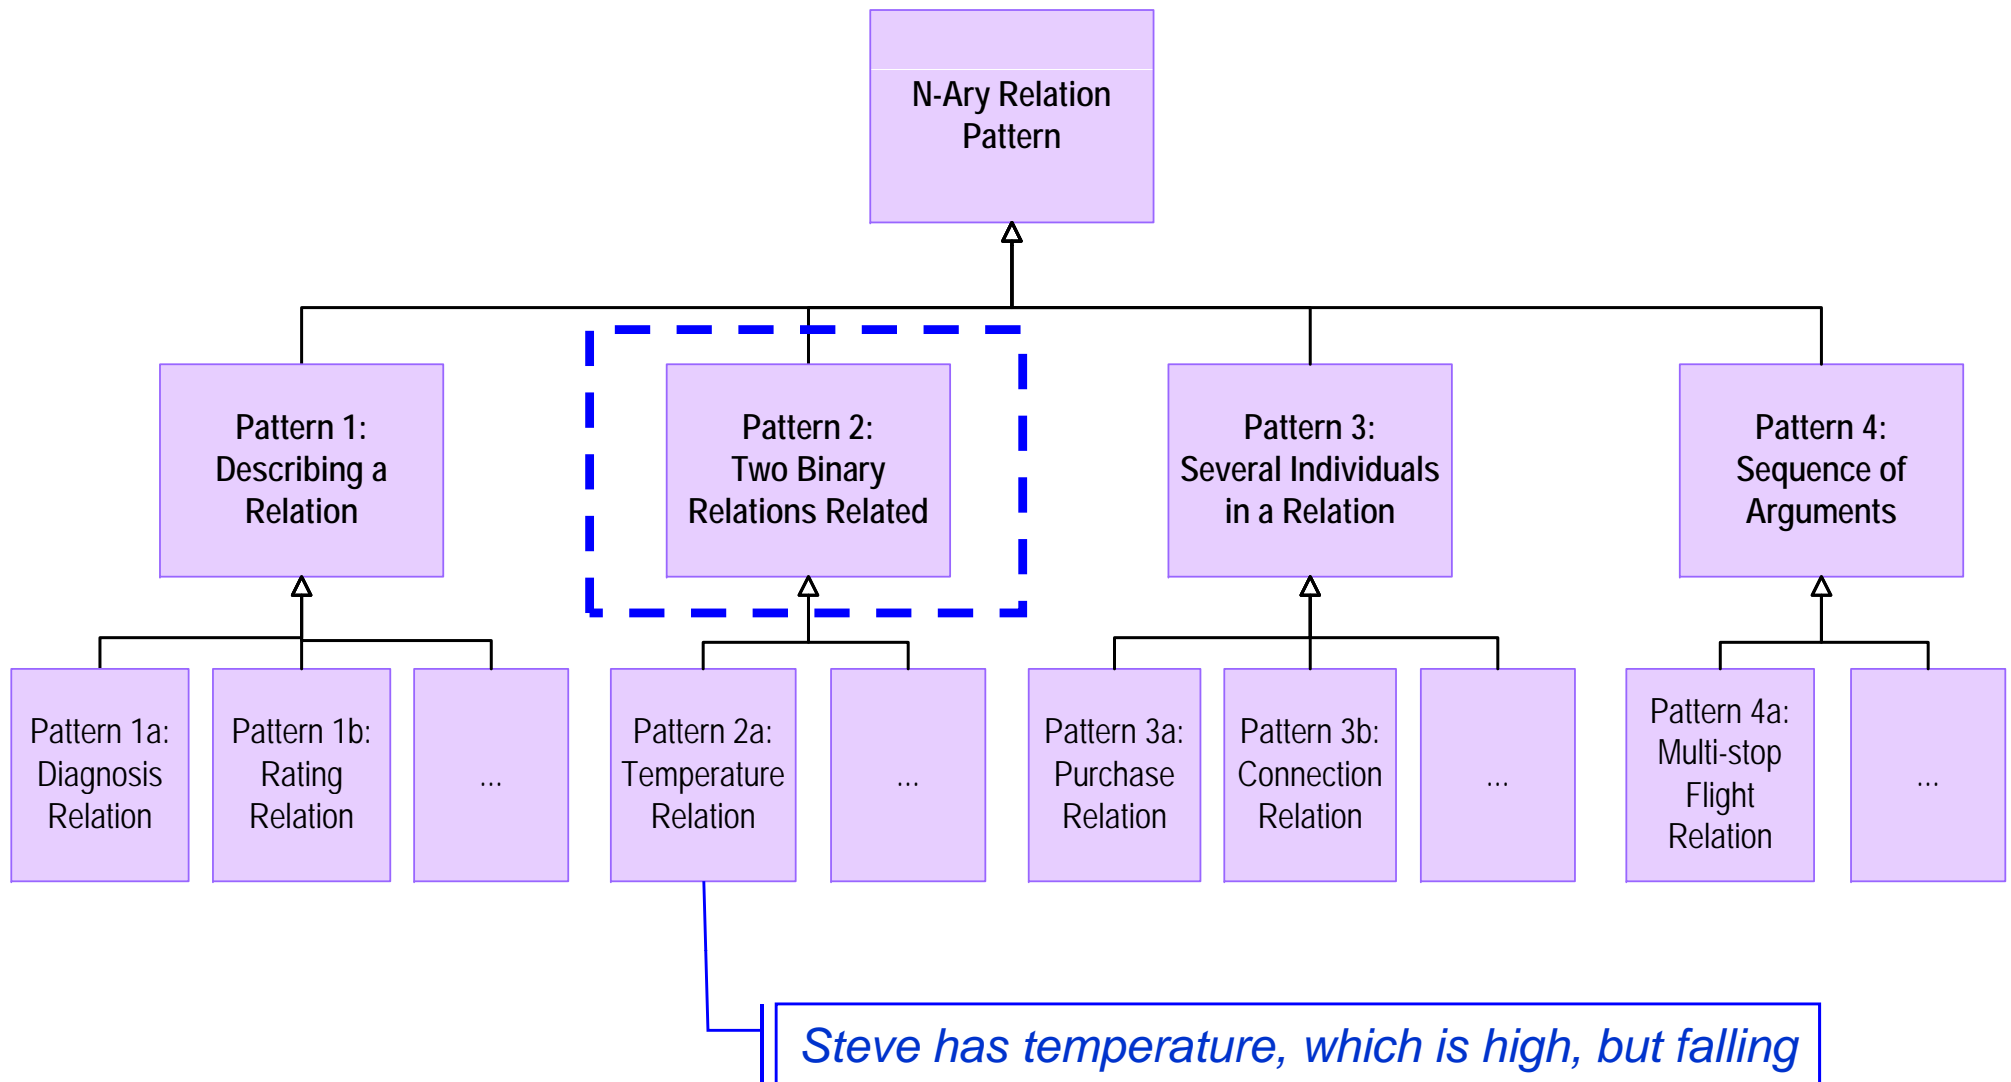 N-Ary Relation
Pattern
Pattern 1:
Describing a
Relation
Pattern 2:
Two Binary
Relations Related
Pattern 3:
Several Individuals
in a Relation
Pattern 4:
Sequence of
Arguments
Pattern 1a:
Diagnosis
Relation
Pattern 1b:
Rating
Relation
...
Pattern 2a:
Temperature
Relation
...
Pattern 3a:
Purchase
Relation
Pattern 3b:
Connection
Relation
...
Pattern 4a:
Multi-stop
Flight
Relation
...
Steve has temperature, which is high, but falling